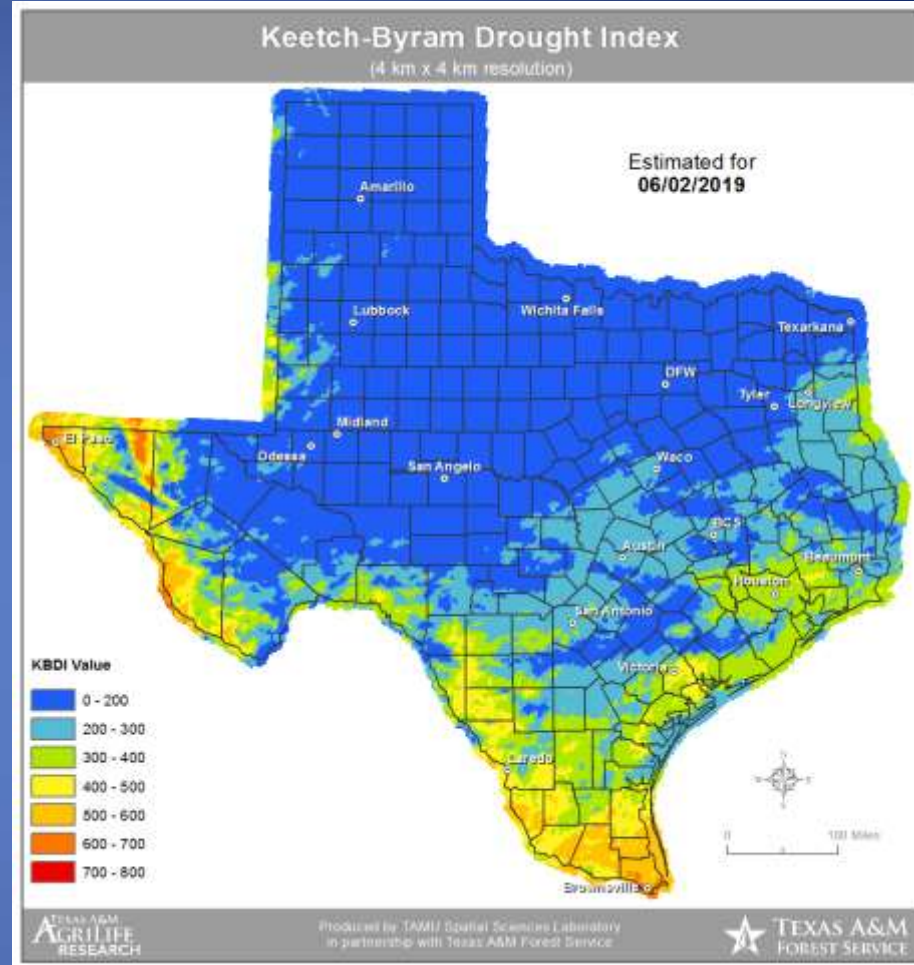 Keetch-Byram Drought Index
(4 km x 4 km resolution)
Estimated for
06/02/2019
Amarillo
Lubbock
Wichita Falls
Texarkana
DFW
Tyler
Longview
El Paso
Midland
Odessa
San Angelo
Waco
BCS
Austin
Beaumont
Houston
San Antonio
Victoria
Laredo
Brownsville
KBDI Value
0 - 200
200 - 300
300 - 400
400 - 500
500 - 600
600 - 700
700 - 800
N
0 100 Miles
TEXAS A&M
AGRILIFE
RESEARCH
Produced by TAMU Spatial Sciences Laboratory
in partnership with Texas A&M Forest Service
TEXAS A&M
FOREST SERVICE